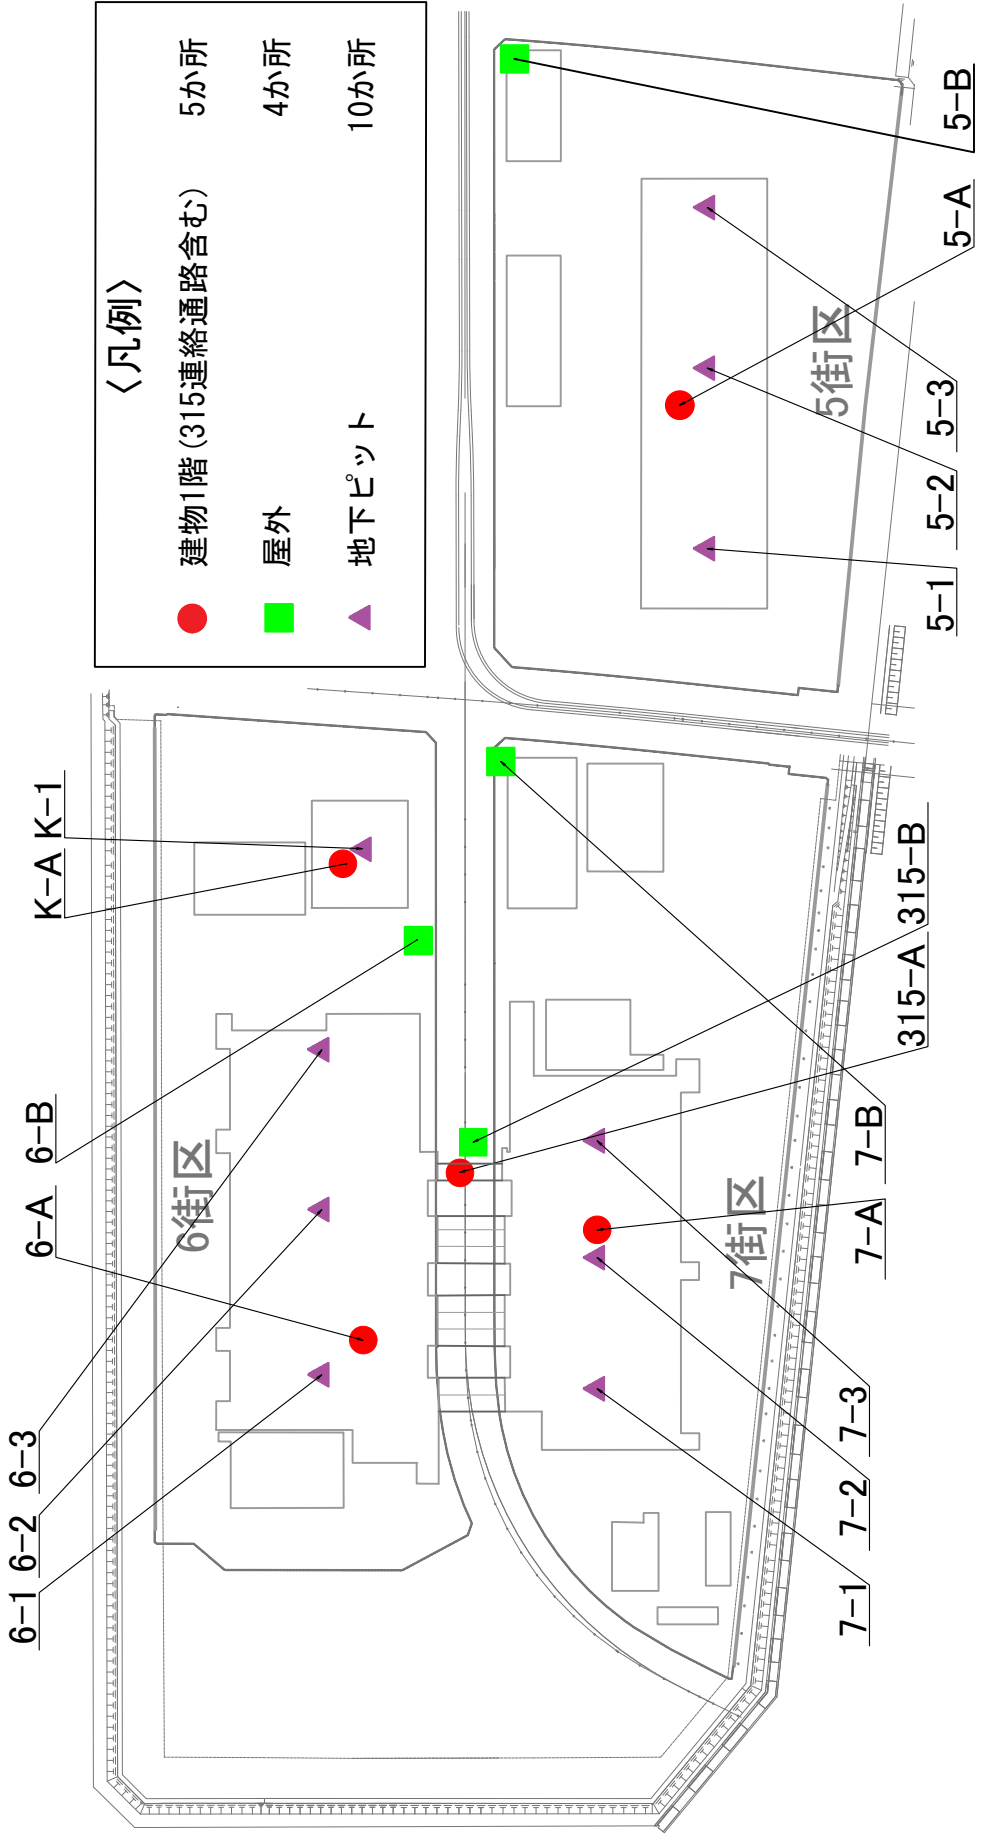 〈凡例〉
建物1階(315連絡通路含む) 5か所
屋外 4か所
地下ピット 10か所
6-1
6-2
6-3
6-A
6-B
K-A
K-1
6街区
7街区
5街区
7-1
7-2
7-3
7-A
7-B
315-A
315-B
5-1
5-2
5-3
5-A
5-B